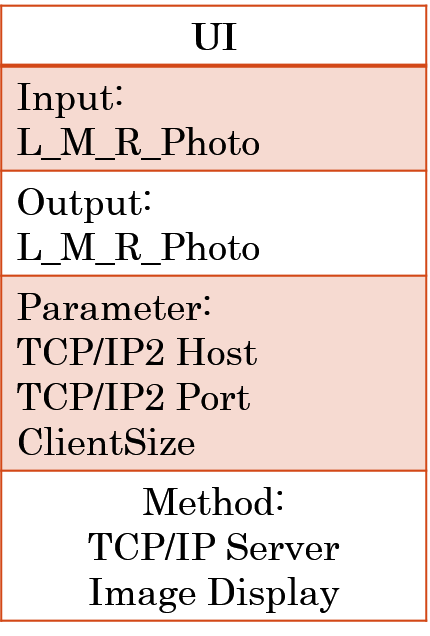 UI
Input:
L_M_R_Photo
Output:
L_M_R_Photo
Parameter:
TCP/IP2 Host
TCP/IP2 Port
ClientSize
Method:
TCP/IP Server
Image Display